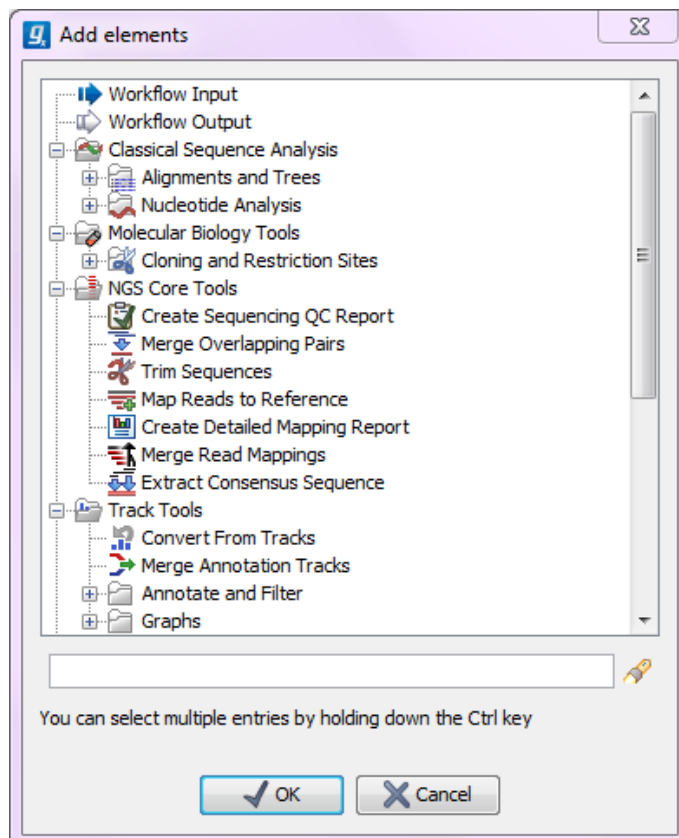 Add elements
Workflow Input
Workflow Output
Classical Sequence Analysis
Alignments and Trees
Nucleotide Analysis
Molecular Biology Tools
Cloning and Restriction Sites
NGS Core Tools
Create Sequencing QC Report
Merge Overlapping Pairs
Trim Sequences
Map Reads to Reference
Create Detailed Mapping Report
Merge Read Mappings
Extract Consensus Sequence
Track Tools
Convert From Tracks
Merge Annotation Tracks
Annotate and Filter
Graphs
You can select multiple entries by holding down the Ctrl key
OK Cancel